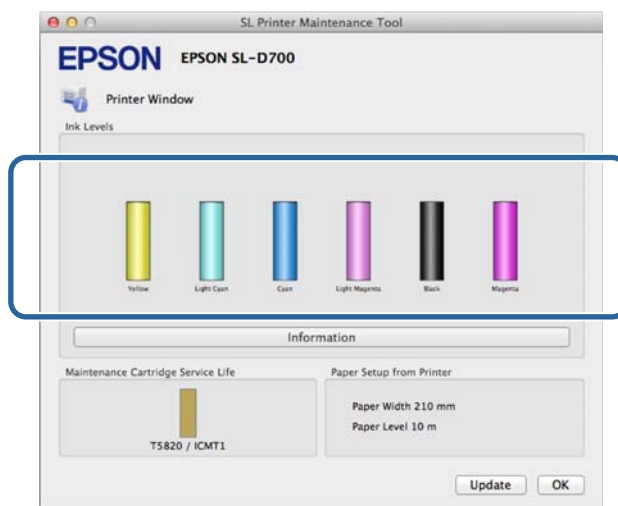 SL Printer Maintenance Tool
EPSON EPSON SL-D700
Printer Window
Ink Levels
Yellow Light Cyan Cyan Light Magenta Black Magenta
Information
Maintenance Cartridge Service Life
T5820 / ICMT1
Paper Setup from Printer
Paper Width 210 mm
Paper Level 10 m
Update OK